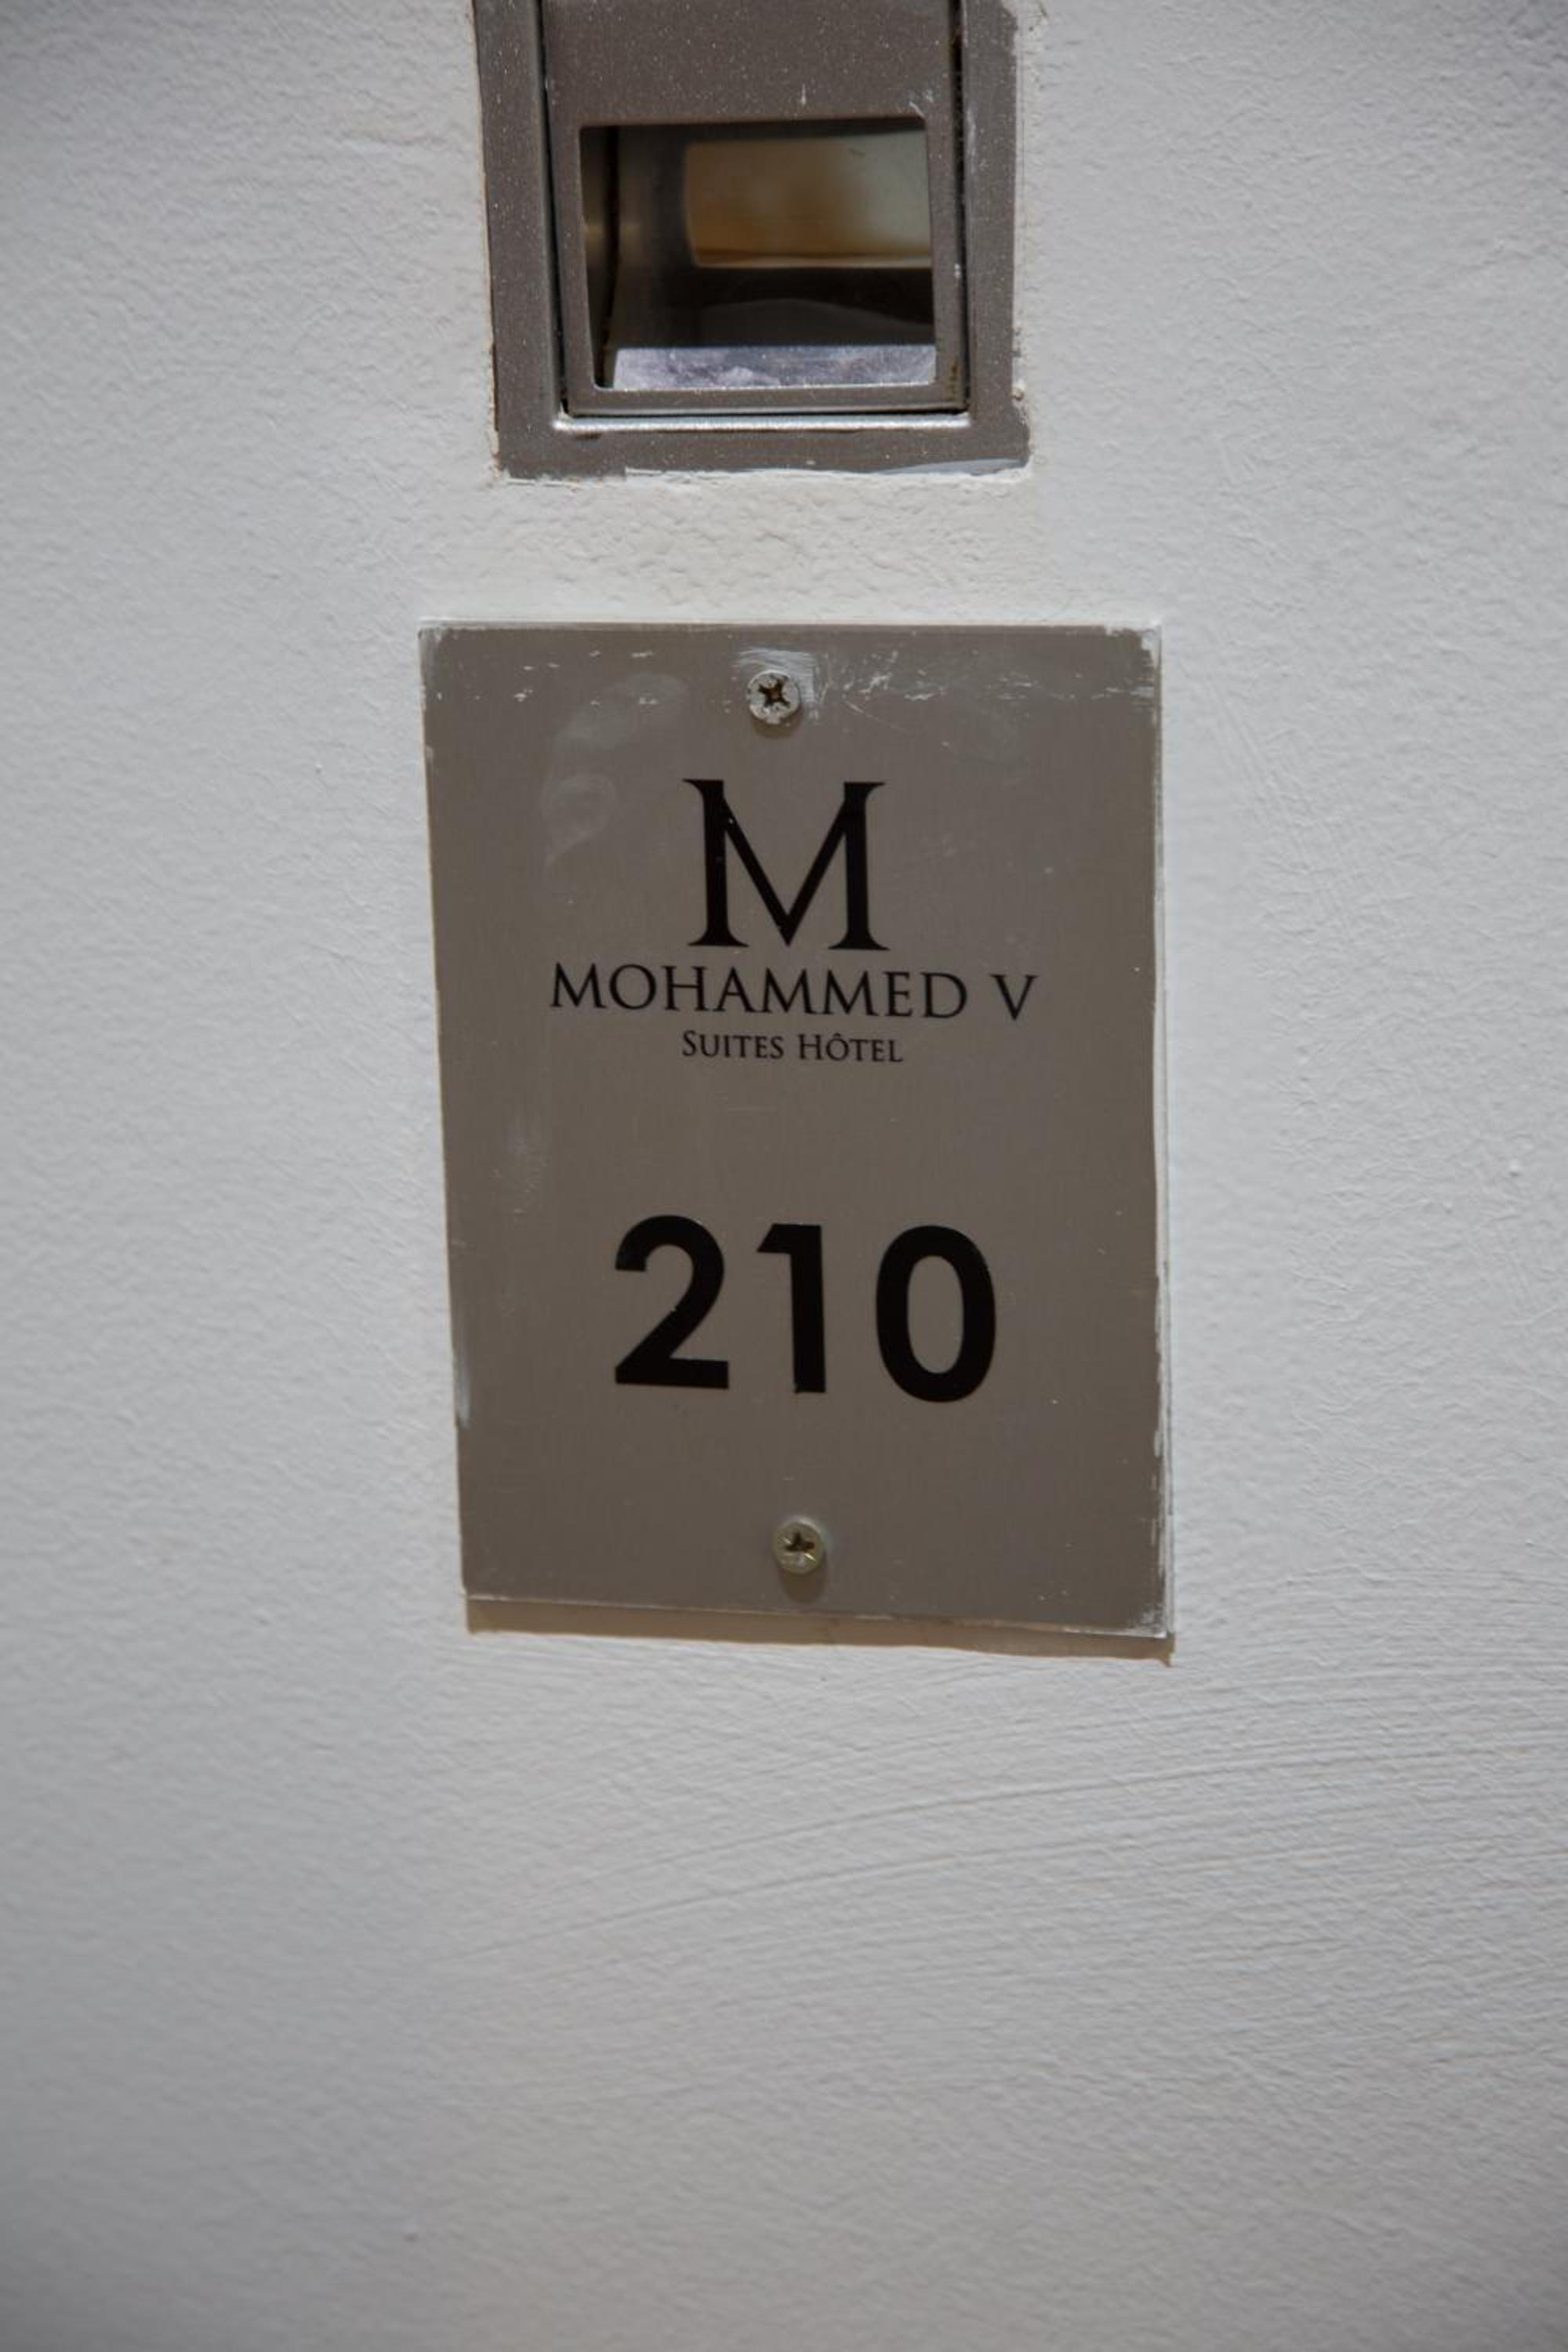 M
MOHAMMED V
SUITES HÔTEL
210